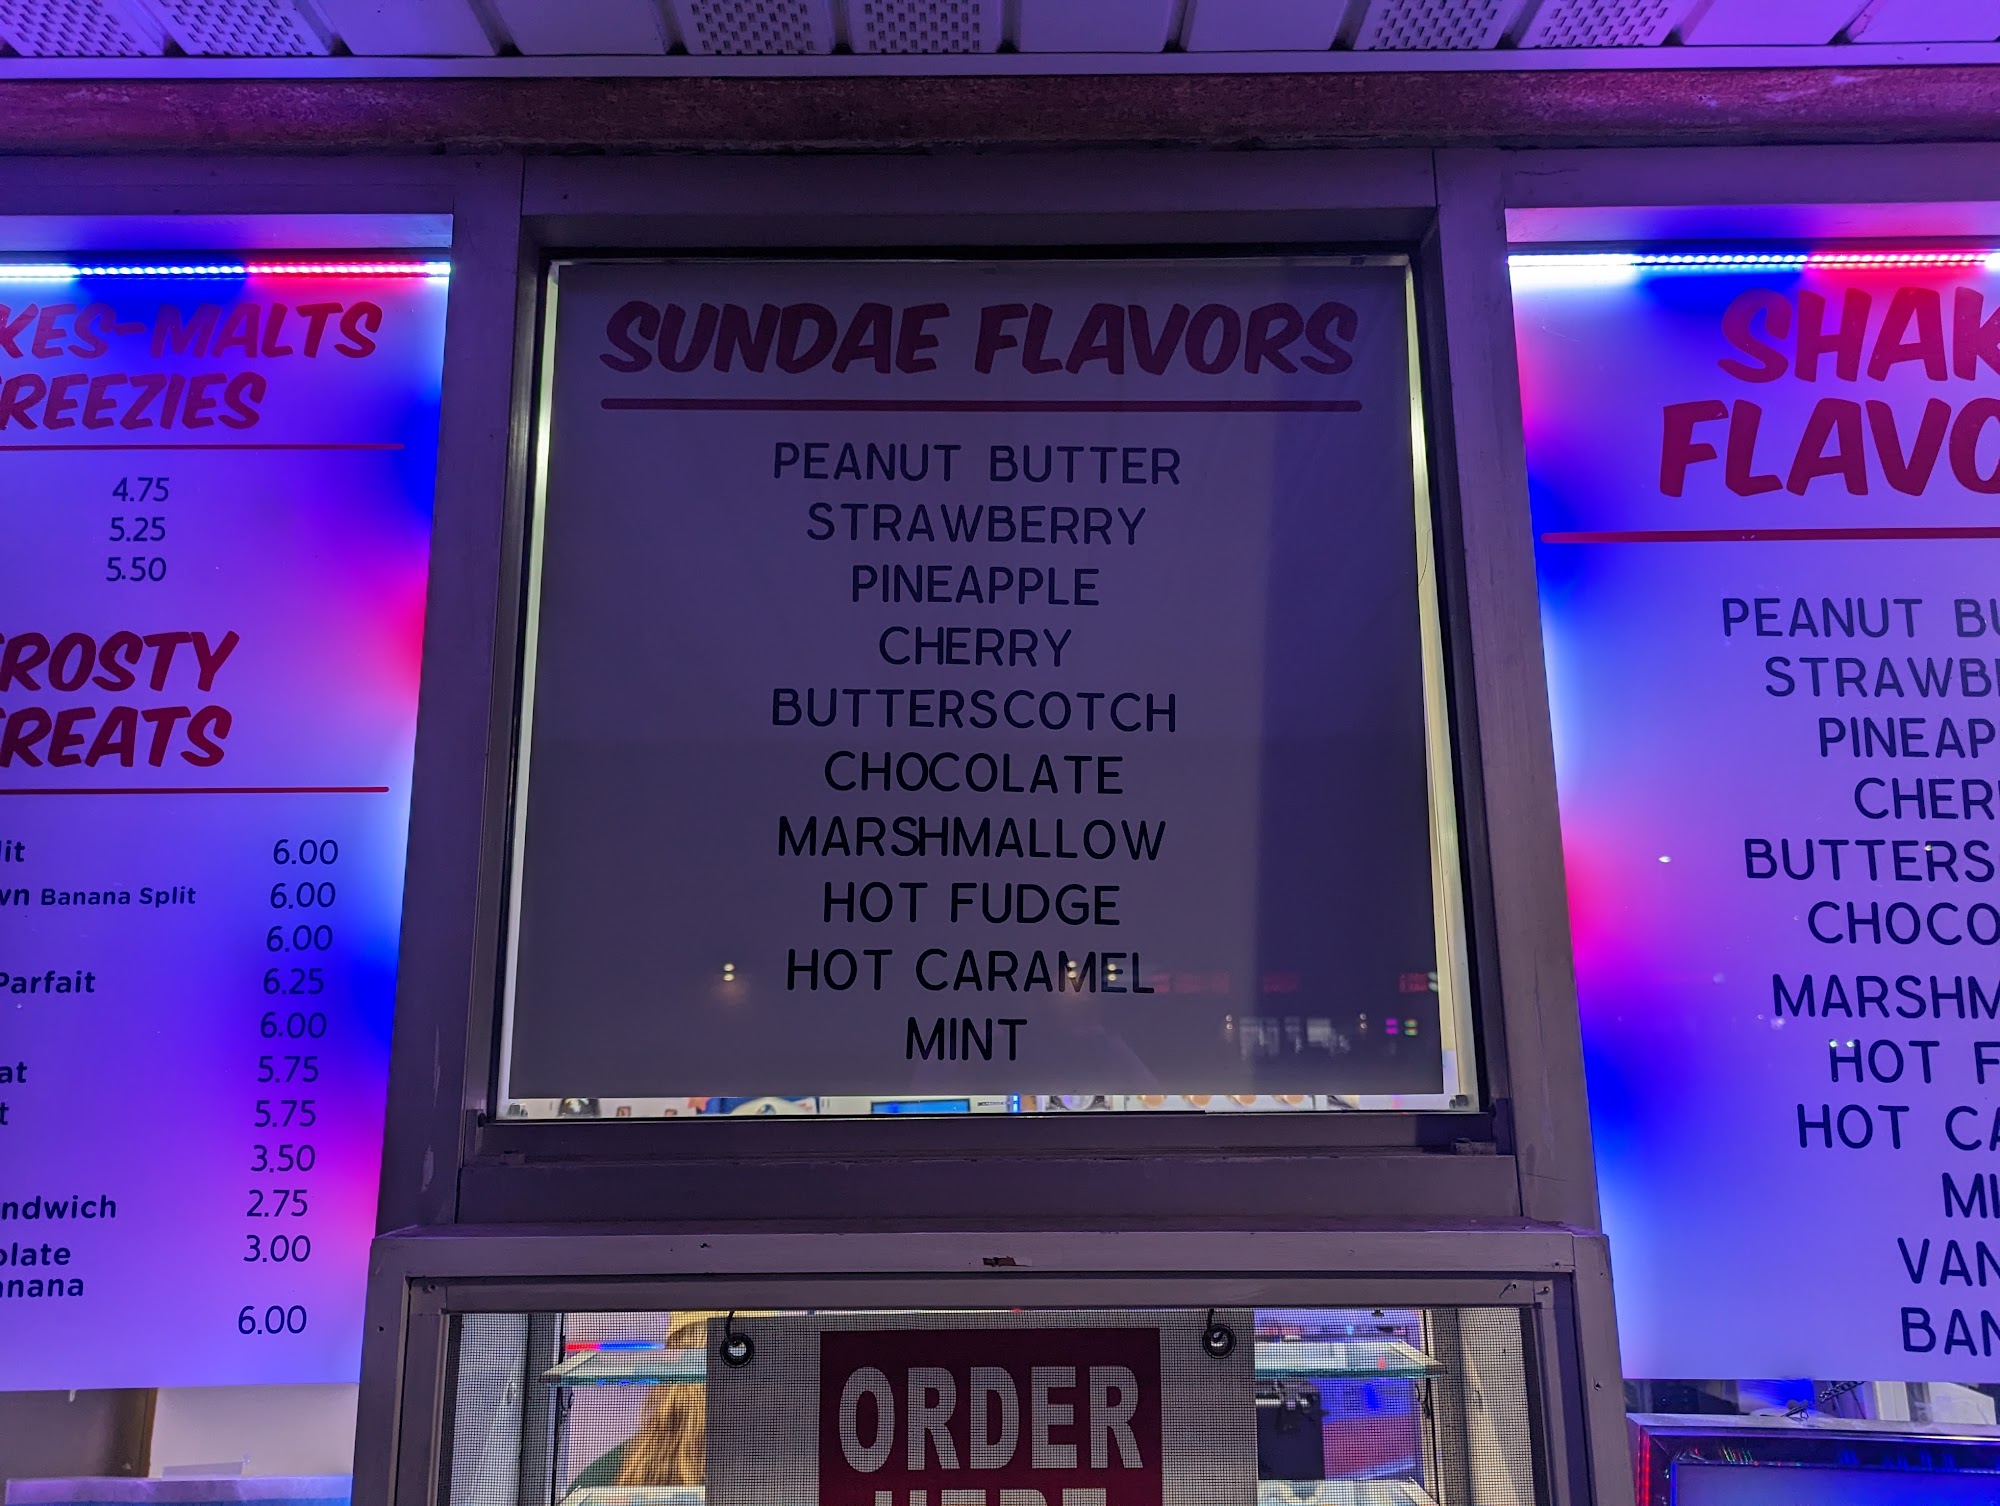 KES-MALTS
REEZIES
4.75
5.25
5.50
ROSTY
REATS
lit 6.00
wn Banana Split 6.00
6.00
Parfait 6.25
6.00
at 5.75
t 5.75
3.50
ndwich 2.75
olate 3.00
anana
6.00
SUNDAE FLAVORS
PEANUT BUTTER
STRAWBERRY
PINEAPPLE
CHERRY
BUTTERSCOTCH
CHOCOLATE
MARSHMALLOW
HOT FUDGE
HOT CARAMEL
MINT
ORDER
HERE
SHAK
FLAVO
PEANUT BU
STRAWBE
PINEAP
CHER
BUTTERS
CHOCO
MARSHM
HOT F
HOT CA
MI
VAN
BAN